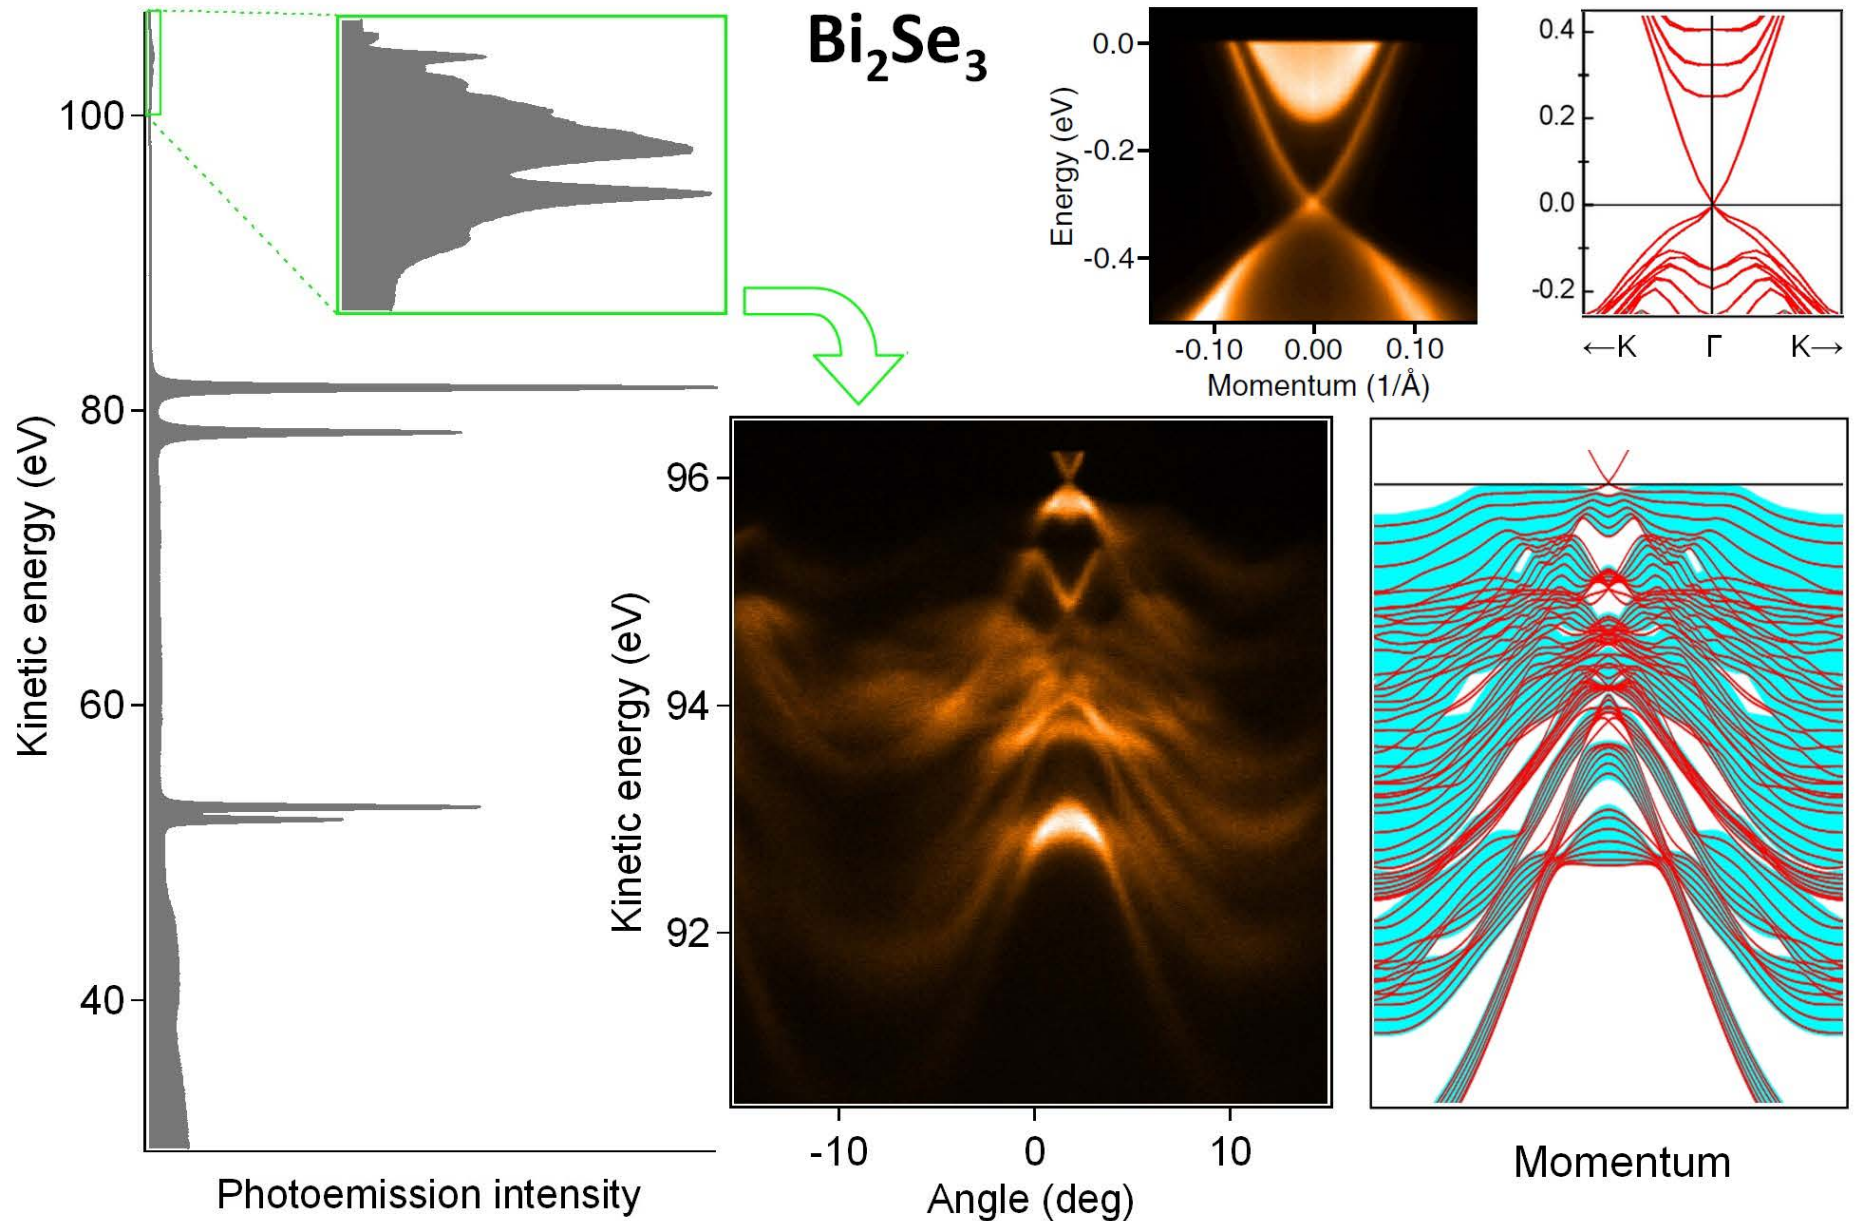 Bi₂Se₃
100
80
60
40
Kinetic energy (eV)
Photoemission intensity
0.0
-0.2
-0.4
Energy (eV)
-0.10 0.00 0.10
Momentum (1/Å)
0.4
0.2
0.0
-0.2
←K Γ K→
96
94
92
Kinetic energy (eV)
-10 0 10
Angle (deg)
Momentum